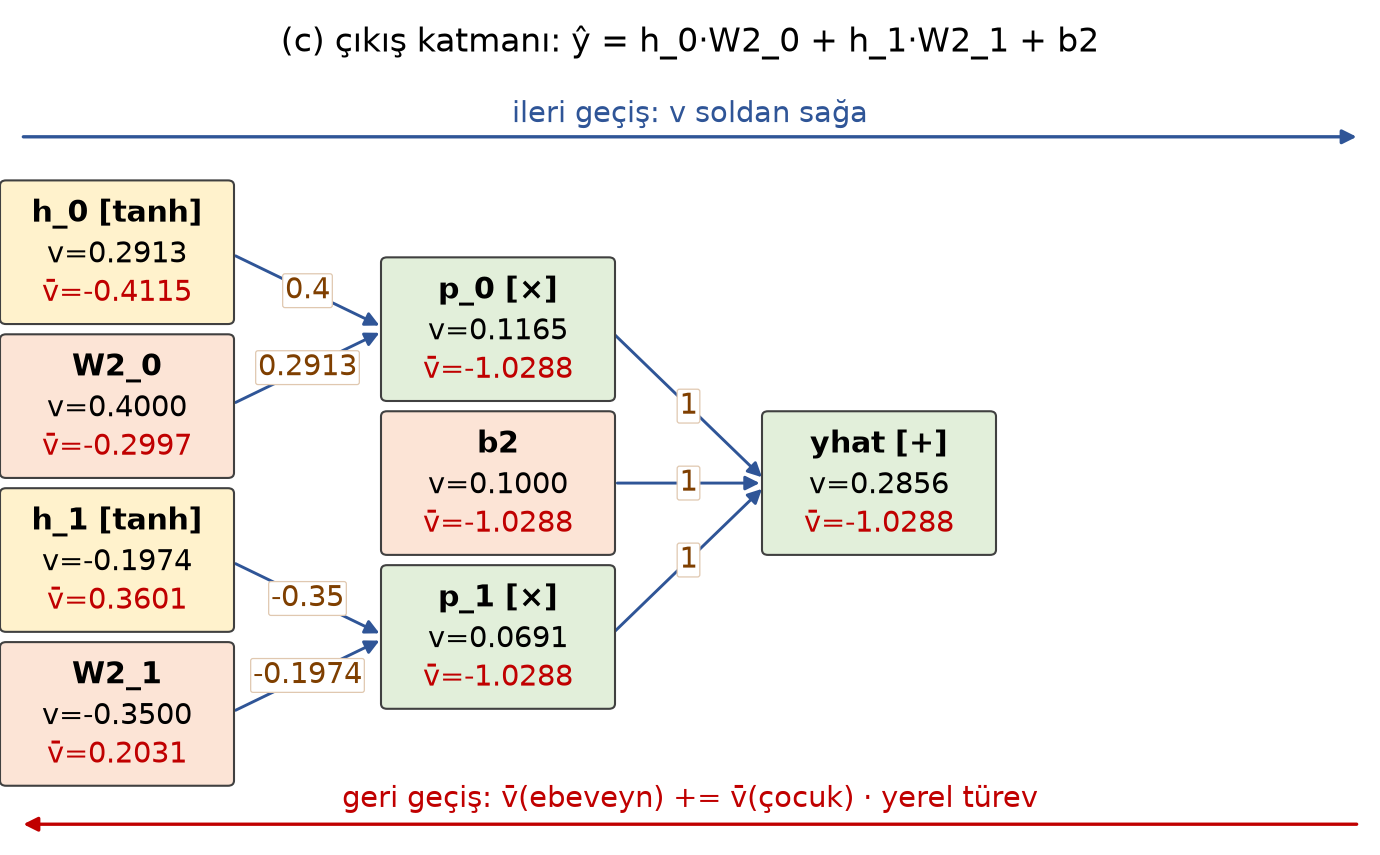 (c) çıkış katmanı: ŷ = h_0·W2_0 + h_1·W2_1 + b2
ileri geçiş: v soldan sağa
h_0 [tanh]
v=0.2913
v̄=-0.4115
0.4
W2_0
v=0.4000
v̄=-0.2997
0.2913
h_1 [tanh]
v=-0.1974
v̄=0.3601
-0.35
W2_1
v=-0.3500
v̄=0.2031
-0.1974
p_0 [×]
v=0.1165
v̄=-1.0288
1
b2
v=0.1000
v̄=-1.0288
1
p_1 [×]
v=0.0691
v̄=-1.0288
1
yhat [+]
v=0.2856
v̄=-1.0288
geri geçiş: v̄(ebeveyn) += v̄(çocuk) · yerel türev